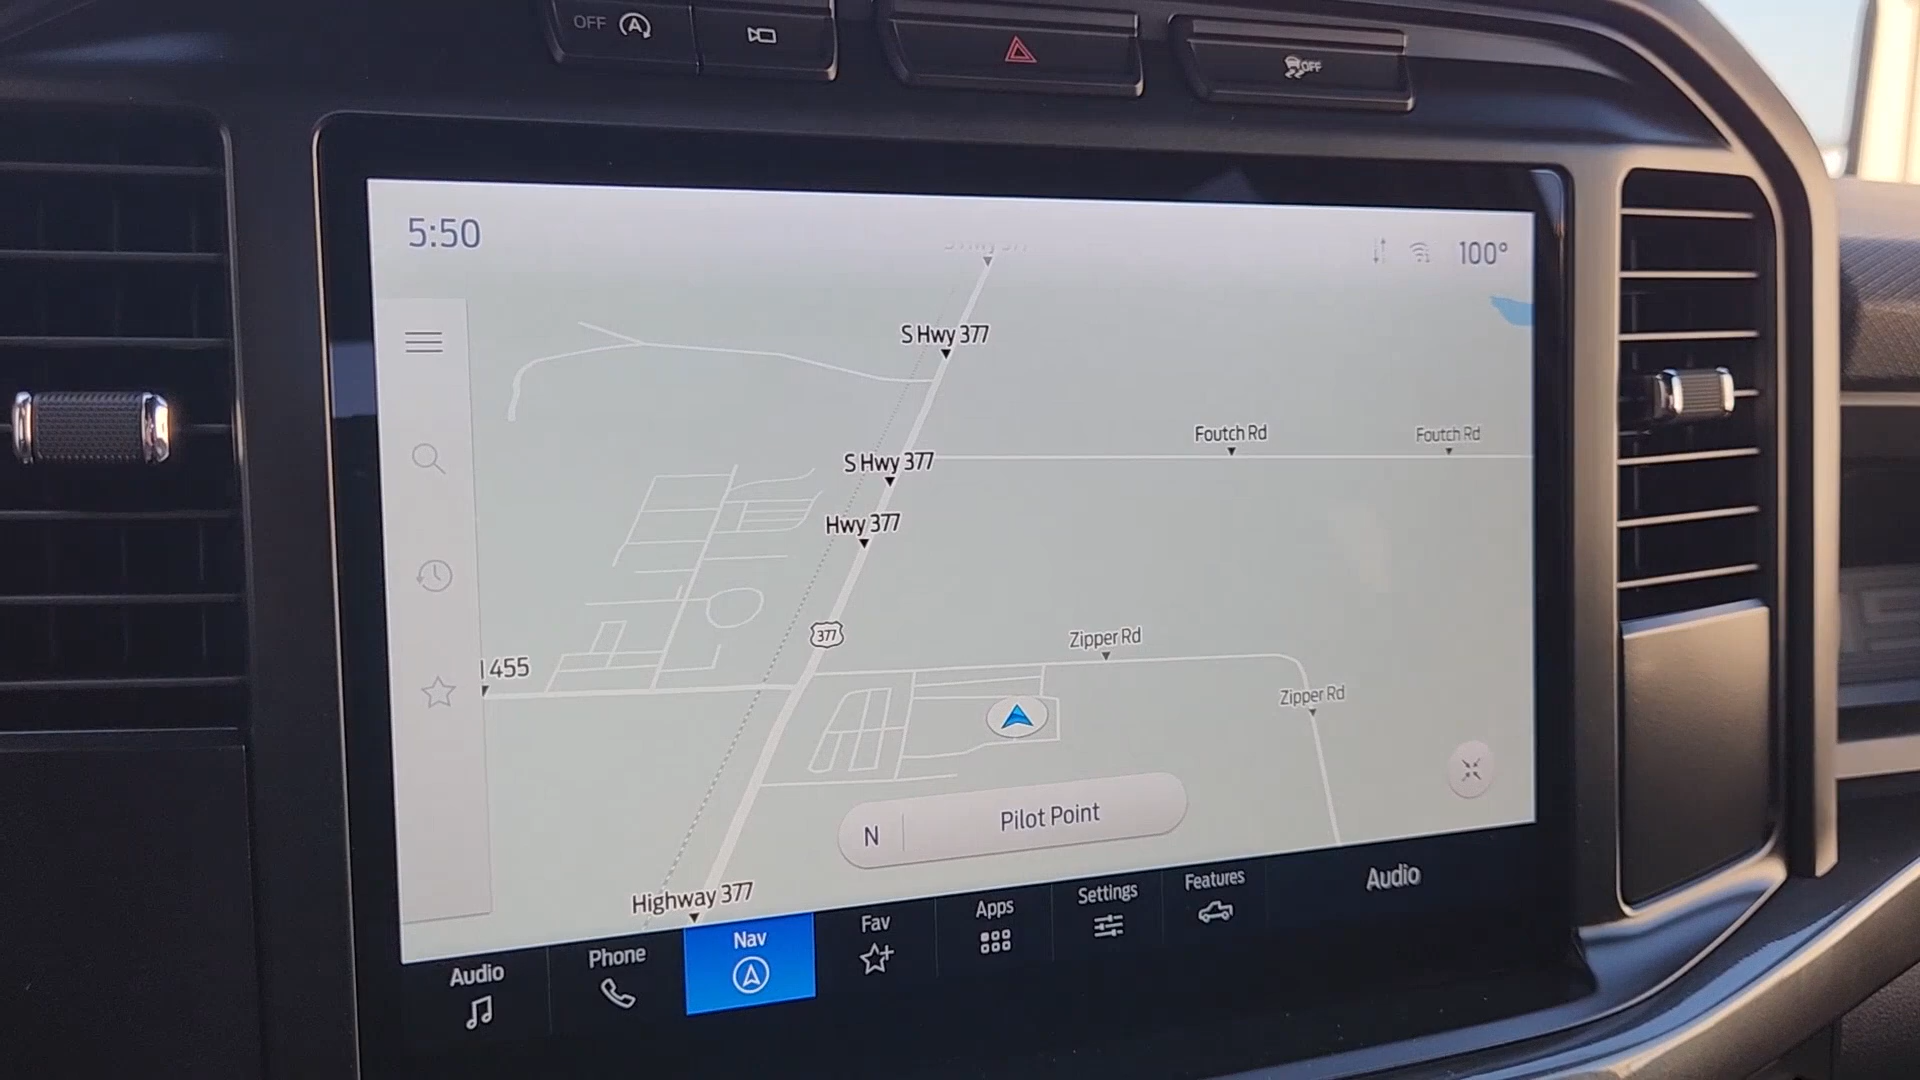 OFF
OFF
5:50
100°
S Hwy 377
Foutch Rd
Foutch Rd
S Hwy 377
Hwy 377
377
Zipper Rd
455
Zipper Rd
N
Pilot Point
Highway 377
Audio
Phone
Nav
Fav
Apps
Settings
Features
Audio